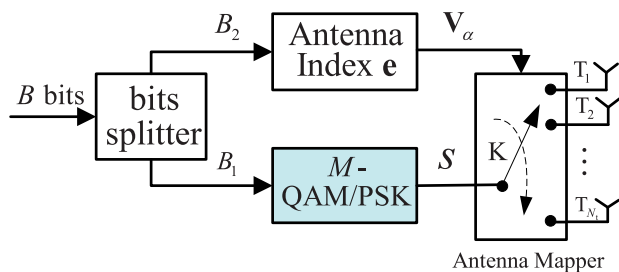 B bits
bits
splitter
B₂
Antenna
Index e
V_α
B₁
M-
QAM/PSK
S
K
T₁
T₂
⋮
T_{N_t}
Antenna Mapper